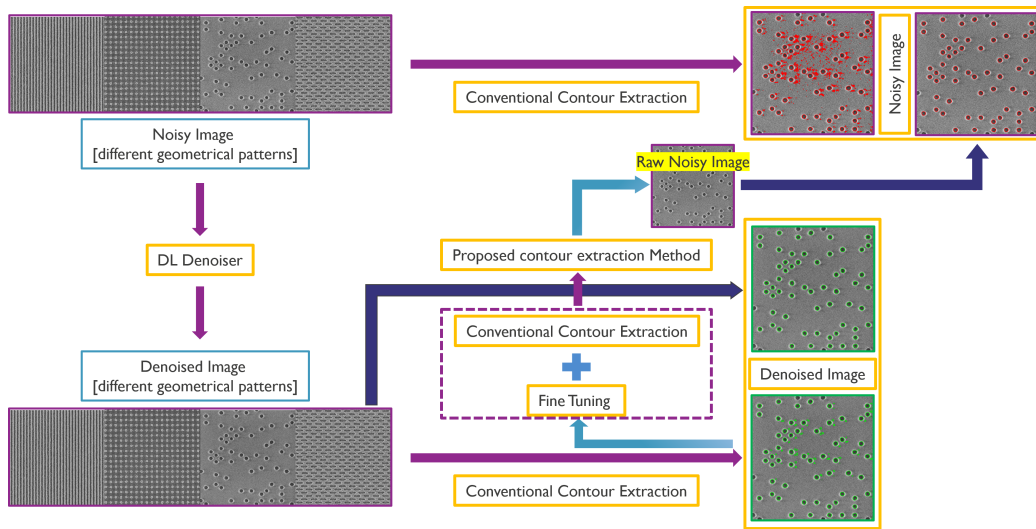 Conventional Contour Extraction
Noisy Image
Noisy Image
[different geometrical patterns]
Raw Noisy Image
DL Denoiser
Proposed contour extraction Method
Conventional Contour Extraction
Denoised Image
[different geometrical patterns]
Denoised Image
Fine Tuning
Conventional Contour Extraction